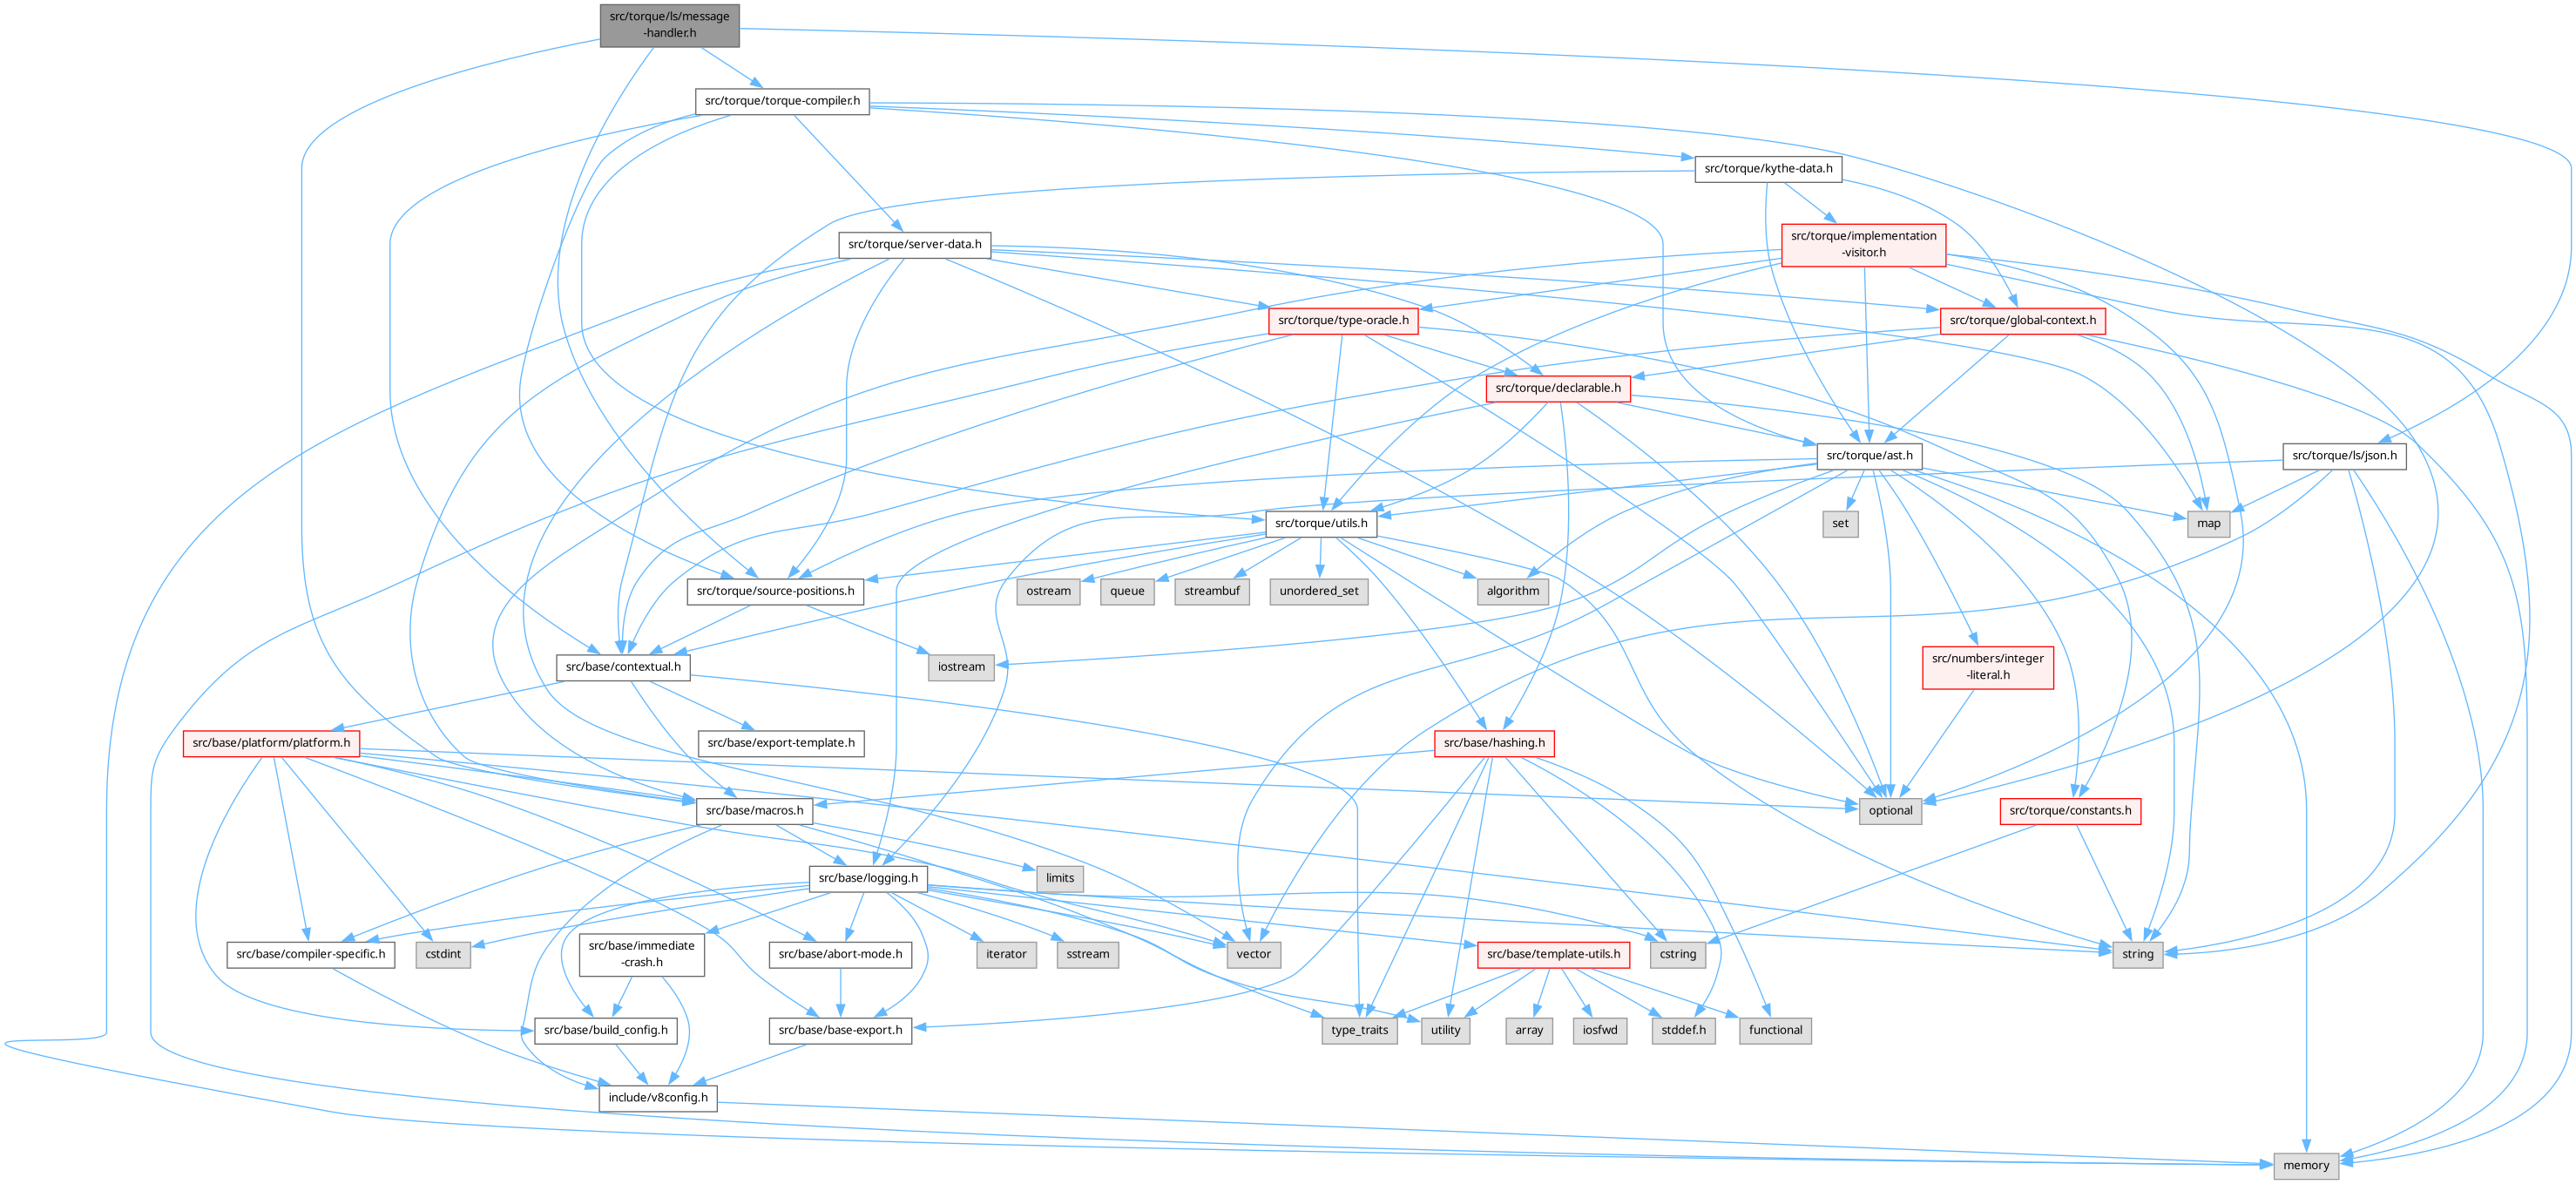 src/torque/ls/message
-handler.h
src/torque/torque-compiler.h
src/torque/kythe-data.h
src/torque/server-data.h
src/torque/implementation
-visitor.h
src/torque/type-oracle.h
src/torque/global-context.h
src/torque/declarable.h
src/torque/ast.h
src/torque/ls/json.h
src/torque/utils.h
set
map
src/torque/source-positions.h
ostream
queue
streambuf
unordered_set
algorithm
src/base/contextual.h
iostream
src/numbers/integer
-literal.h
src/base/platform/platform.h
src/base/export-template.h
src/base/hashing.h
src/base/macros.h
optional
src/torque/constants.h
src/base/logging.h
limits
src/base/compiler-specific.h
cstdint
src/base/immediate
-crash.h
src/base/abort-mode.h
iterator
sstream
vector
src/base/template-utils.h
cstring
string
src/base/build_config.h
src/base/base-export.h
type_traits
utility
array
iosfwd
stddef.h
functional
include/v8config.h
memory